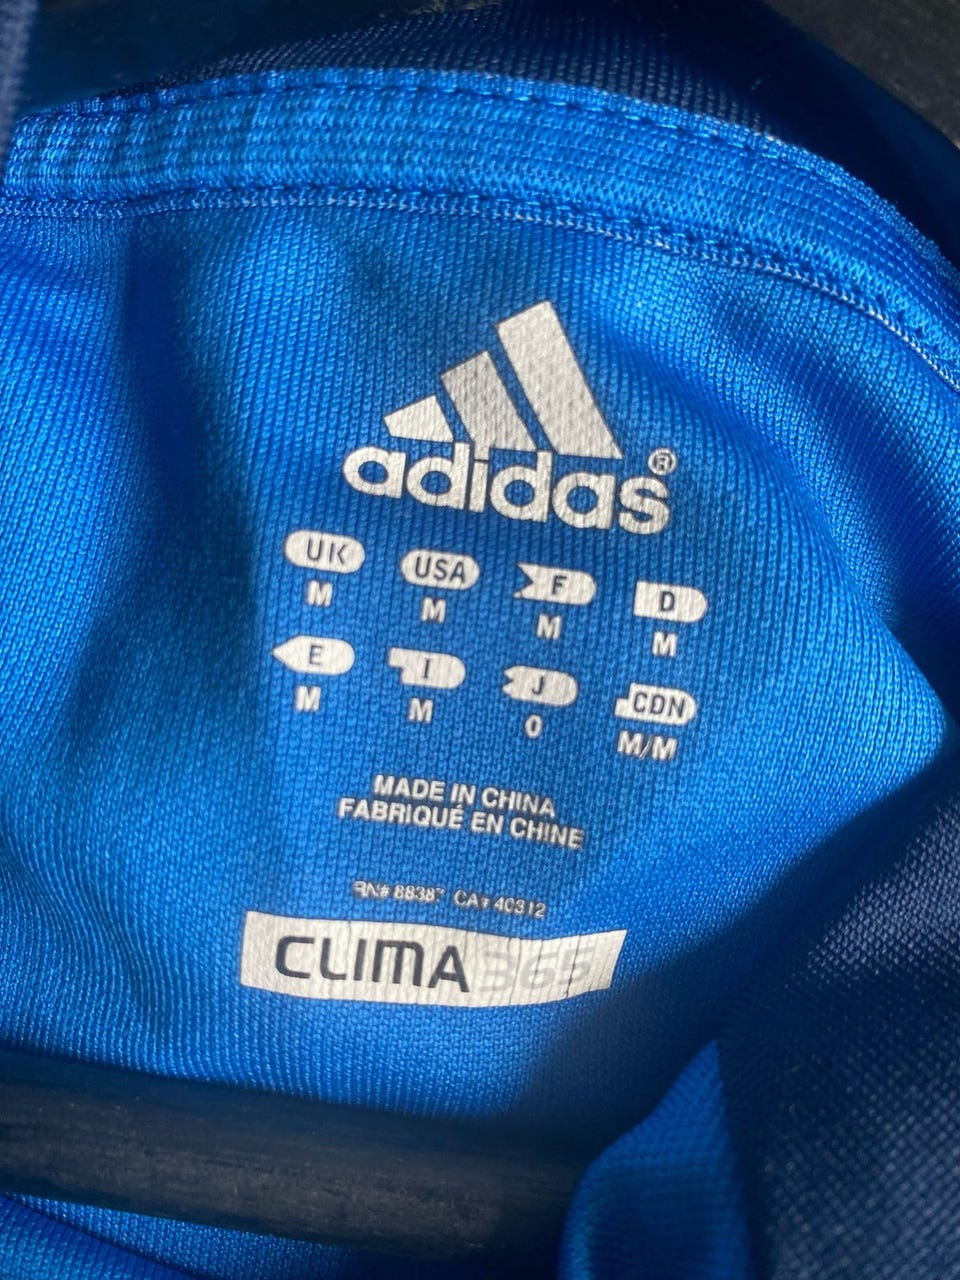 adidas®
UK USA F D
M M M M
E I J CDN
M M O M/M
MADE IN CHINA
FABRIQUÉ EN CHINE
RN# 88387 CA# 40312
CLIMA 365